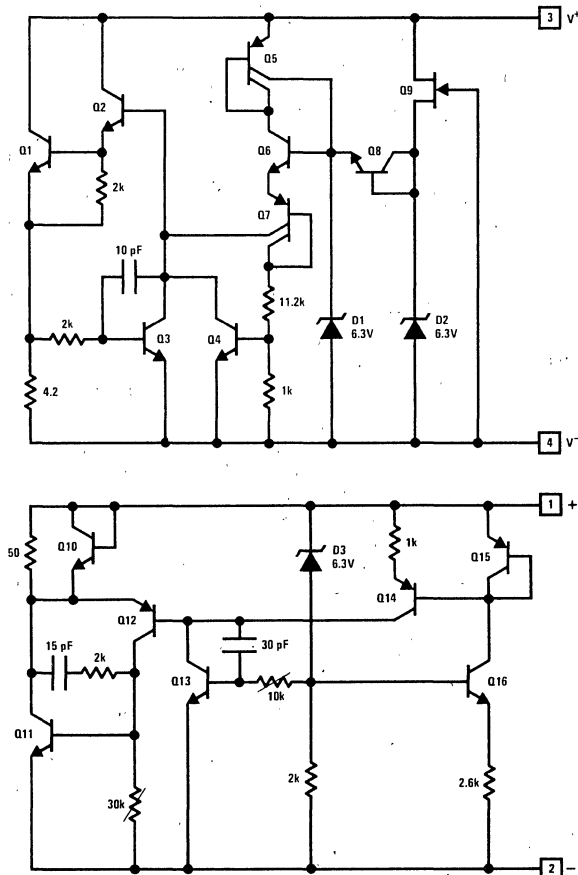 3 V+
Q5
Q2
Q9
Q6
Q8
Q1
2k
Q7
10 pF
11.2k
2k
Q3
Q4
D1
6.3V
D2
6.3V
4.2
1k
4 V−
1 +
Q10
50
D3
6.3V
1k
Q15
Q12
Q14
15 pF
2k
30 pF
Q13
10k
Q16
Q11
30k
2k
2.6k
2 −